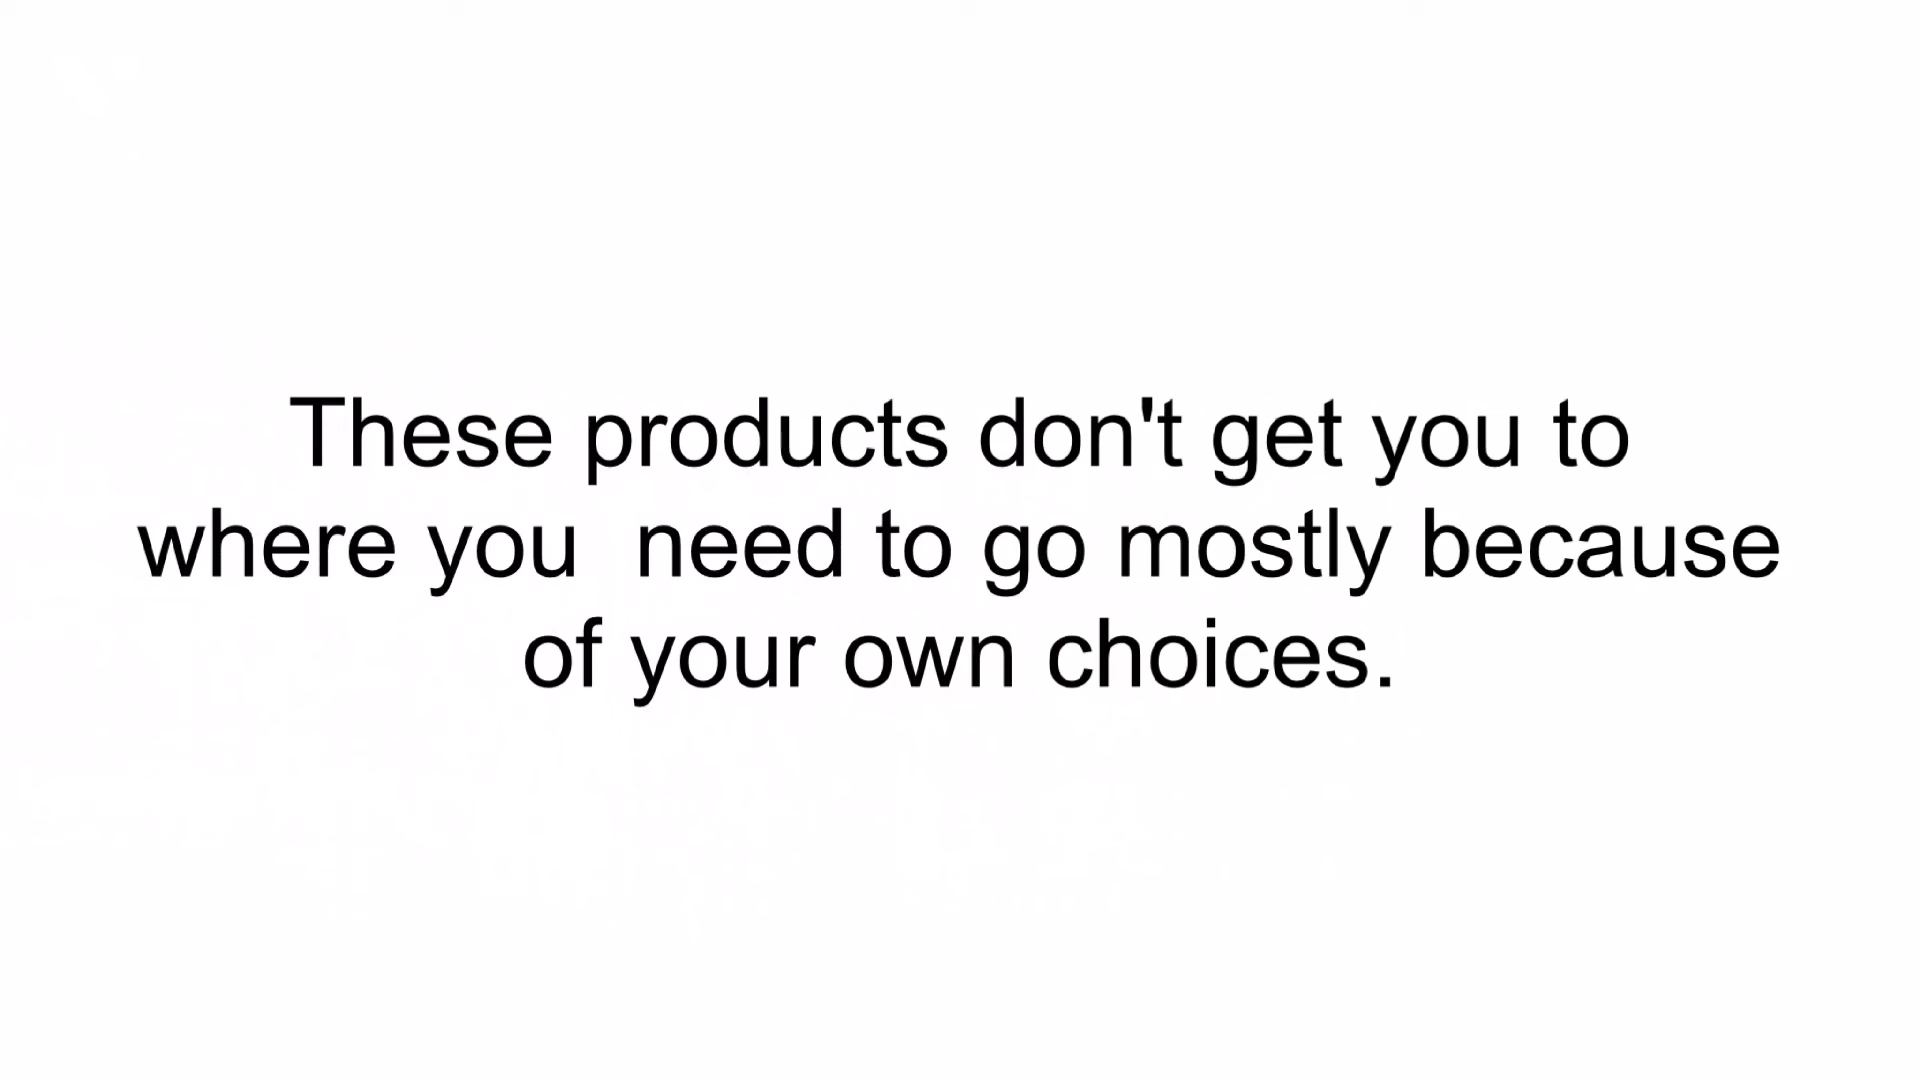 These products don't get you to
where you  need to go mostly because
of your own choices.